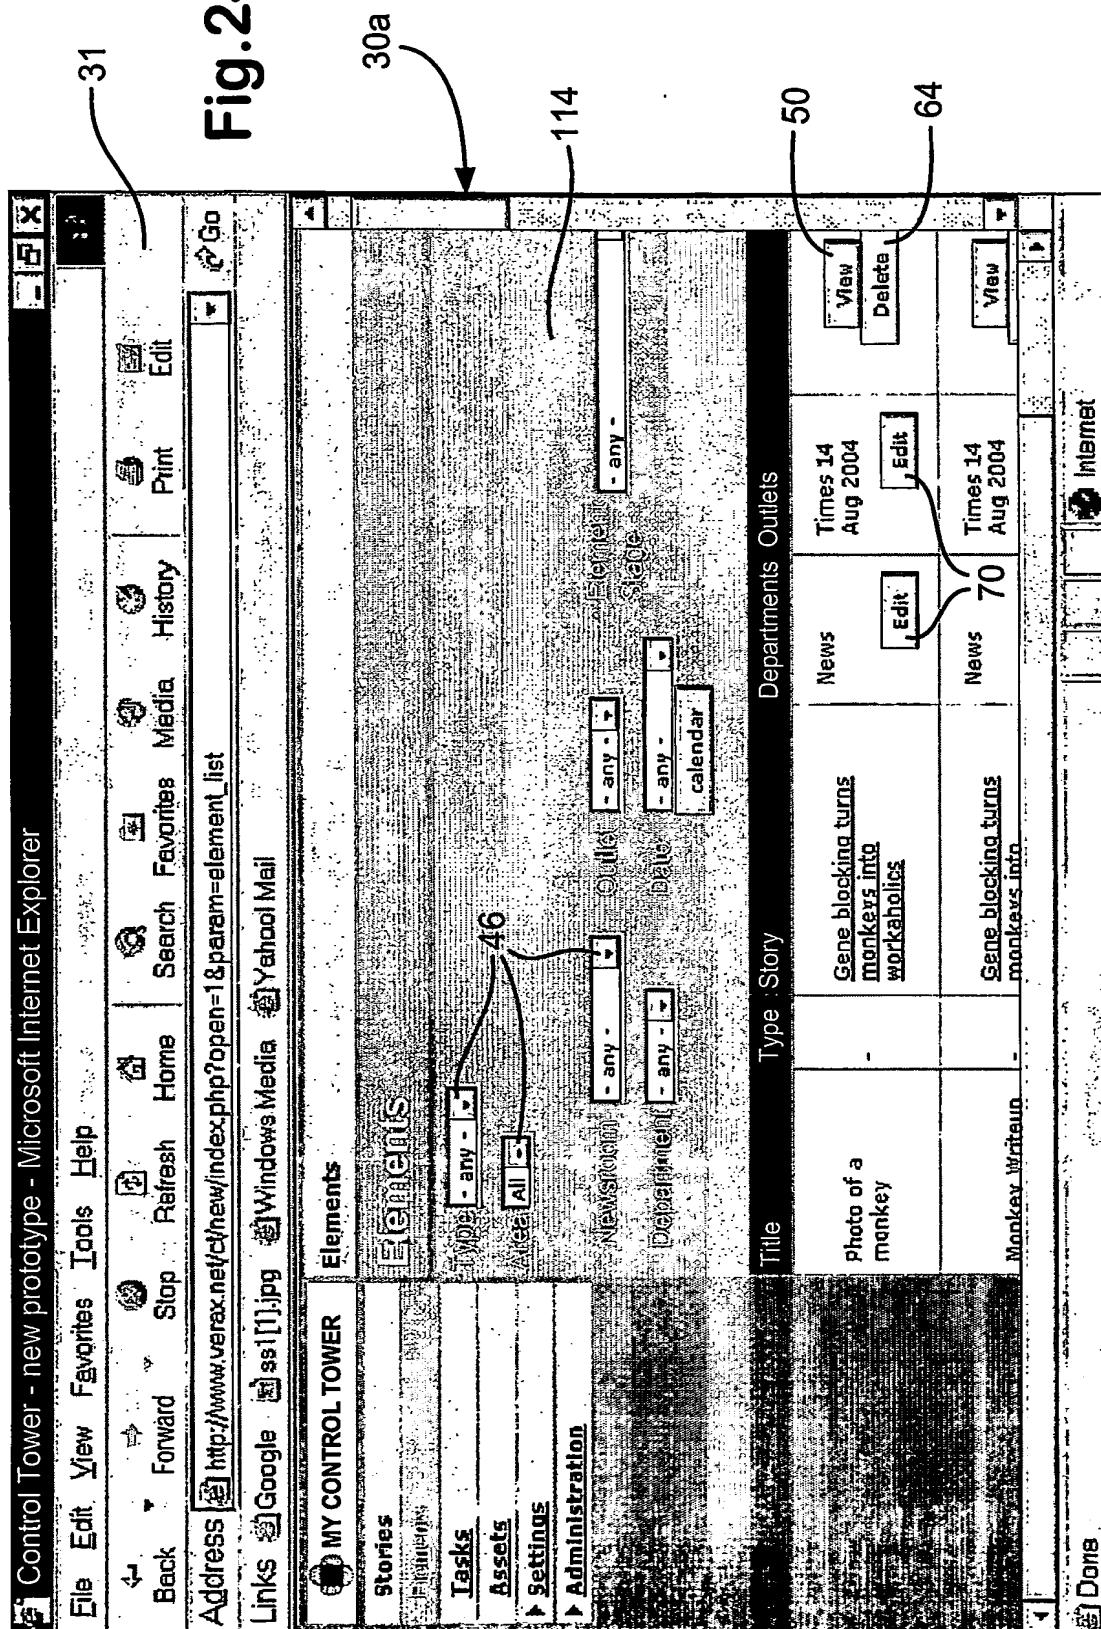 Control Tower - new prototype - Microsoft Internet Explorer
File Edit View Favorites Tools Help
Back Forward Stop Refresh Home Search Favorites Media History Print Edit
31
Address http://www.verax.net/ct/new/index.php?open=1&param=element_list Go
Links Google ss1[1].jpg Windows Media Yahoo! Mail
MY CONTROL TOWER
Stories
Elements
Tasks
Assets
Settings
Administration
Elements
Elements
Type - any -
Area All
46
Newsroom - any - Outlet - any - Element Stage - any -
Department - any - Date - any -
calendar
30a
114
Title Type : Story Departments Outlets
Photo of a monkey - Gene blocking turns monkeys into workaholics News Edit Times 14 Aug 2004 Edit View Delete
50
64
70
Monkey Writeup - Gene blocking turns monkeys into News Times 14 Aug 2004 View
Done Internet